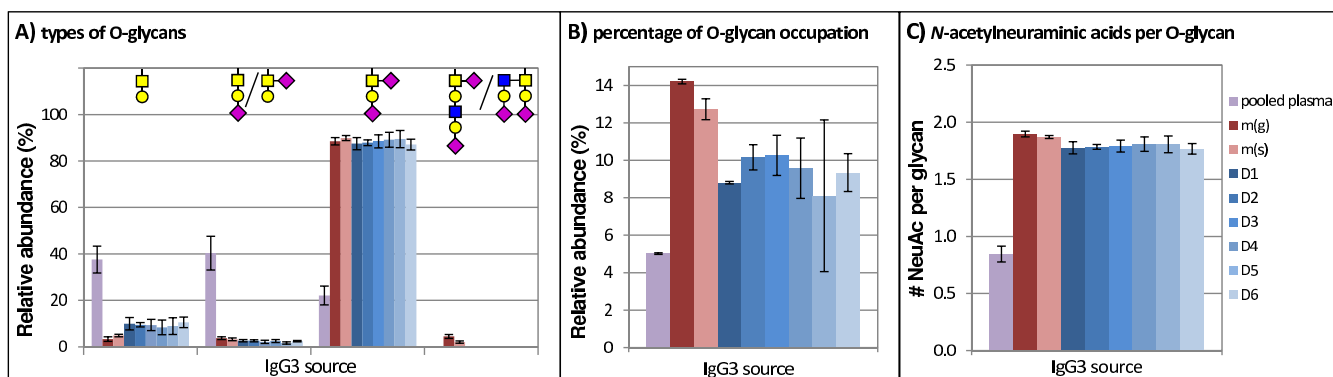 A) types of O-glycans
Relative abundance (%)
100
80
60
40
20
0
IgG3 source
B) percentage of O-glycan occupation
Relative abundance (%)
14
12
10
8
6
4
2
0
IgG3 source
C) N-acetylneuraminic acids per O-glycan
# NeuAc per glycan
2.5
2.0
1.5
1.0
0.5
0.0
IgG3 source
pooled plasma
m(g)
m(s)
D1
D2
D3
D4
D5
D6